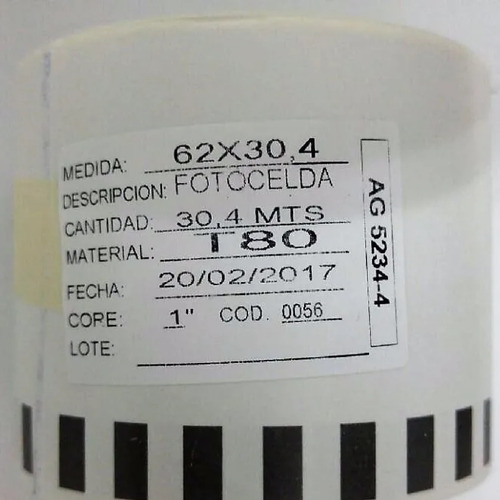 MEDIDA: 62X30,4
DESCRIPCION: FOTOCELDA
CANTIDAD: 30,4 MTS
MATERIAL: T80
FECHA: 20/02/2017
CORE: 1" COD. 0056
LOTE:
AG 5234-4